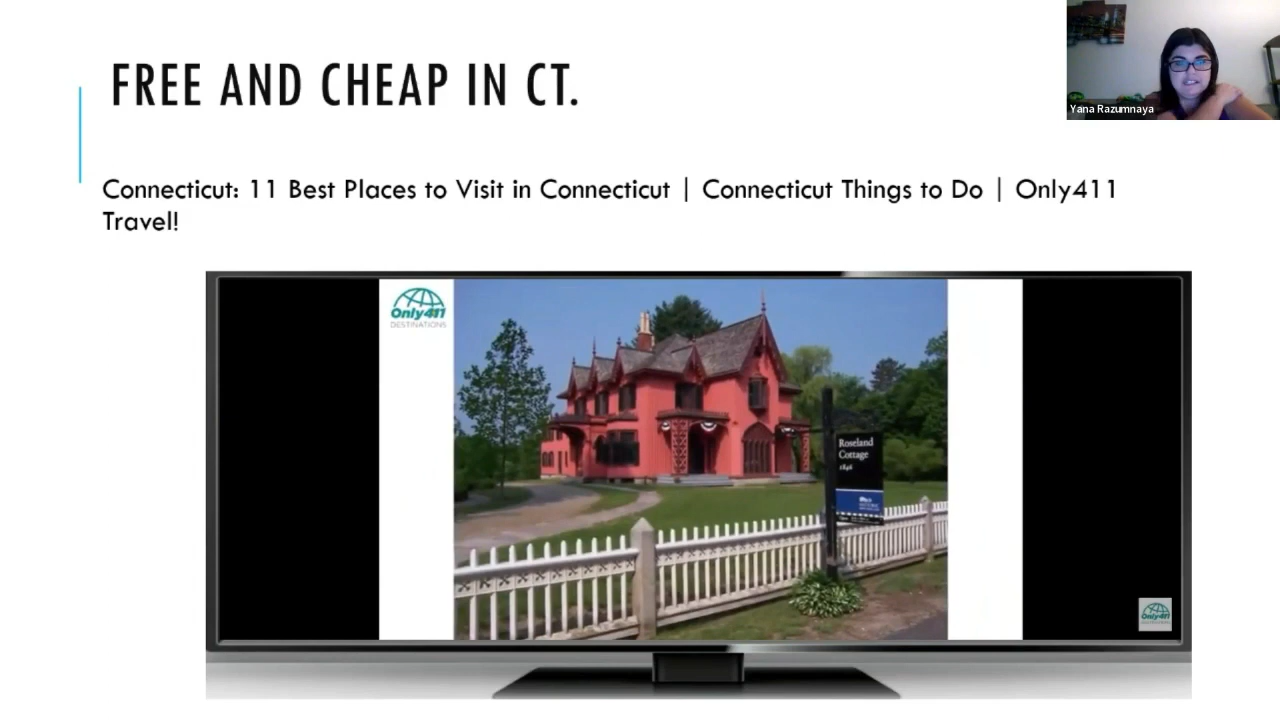 FREE AND CHEAP IN CT.
Yana Razumnaya
Connecticut: 11 Best Places to Visit in Connecticut | Connecticut Things to Do | Only411
Travel!
Only411
DESTINATIONS
Roseland
Cottage
1846
Only411